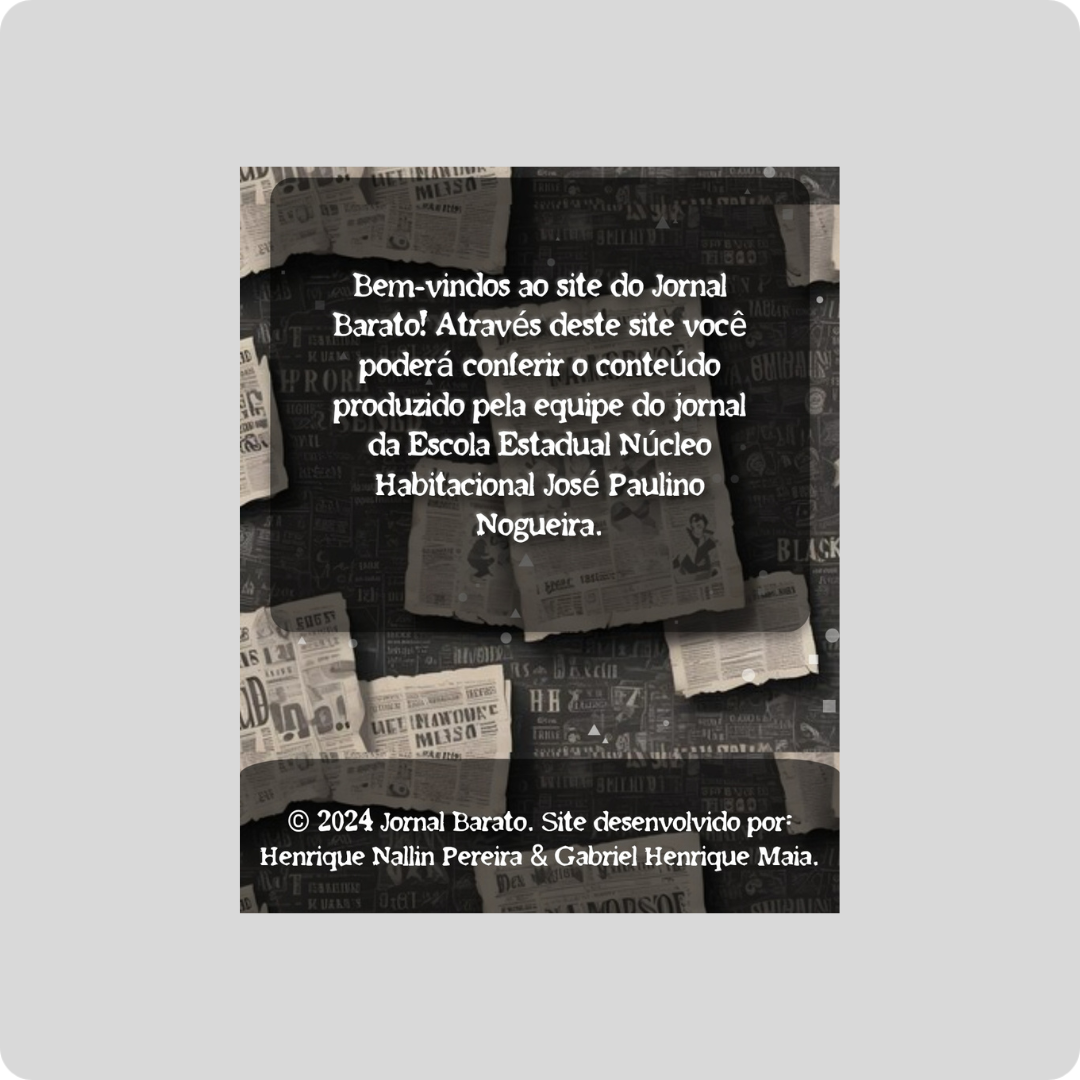 Bem-vindos ao site do Jornal
Barato! Através deste site você
poderá conferir o conteúdo
produzido pela equipe do jornal
da Escola Estadual Núcleo
Habitacional José Paulino
Nogueira.
BLACK
© 2024 Jornal Barato. Site desenvolvido por:
Henrique Nallin Pereira & Gabriel Henrique Maia.